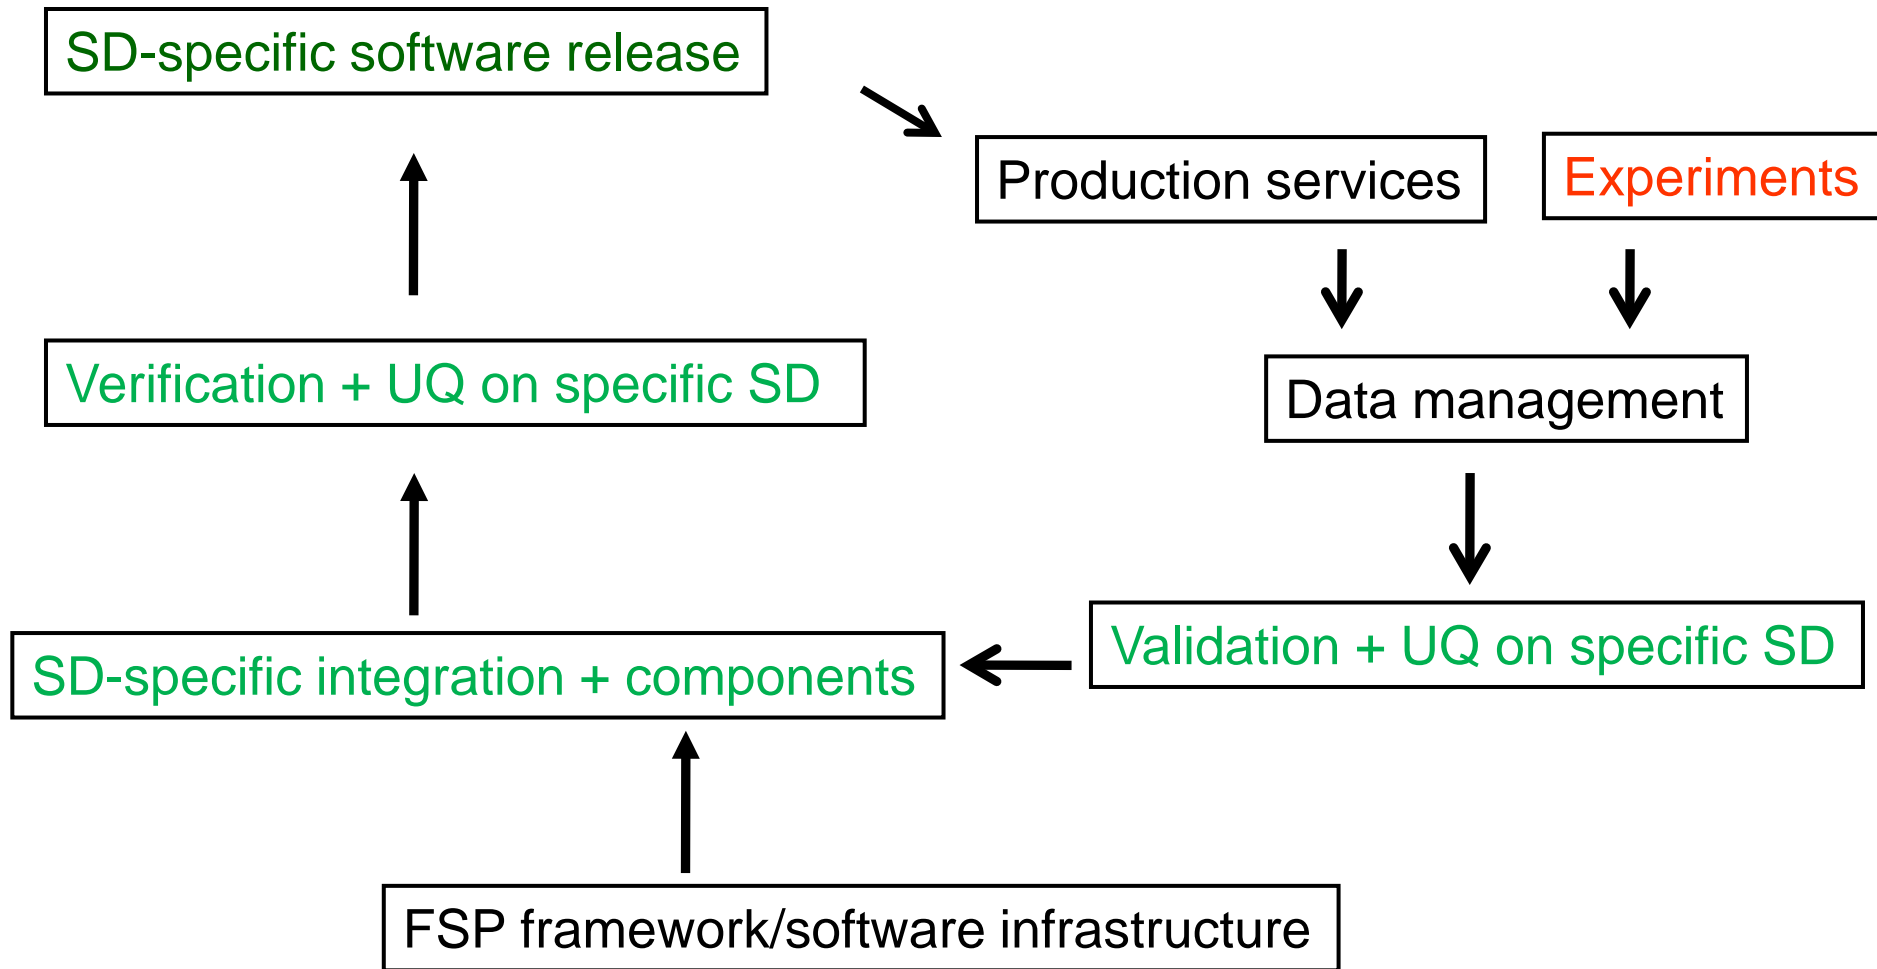 SD-specific software release
Production services
Experiments
Verification + UQ on specific SD
Data management
Validation + UQ on specific SD
SD-specific integration + components
FSP framework/software infrastructure